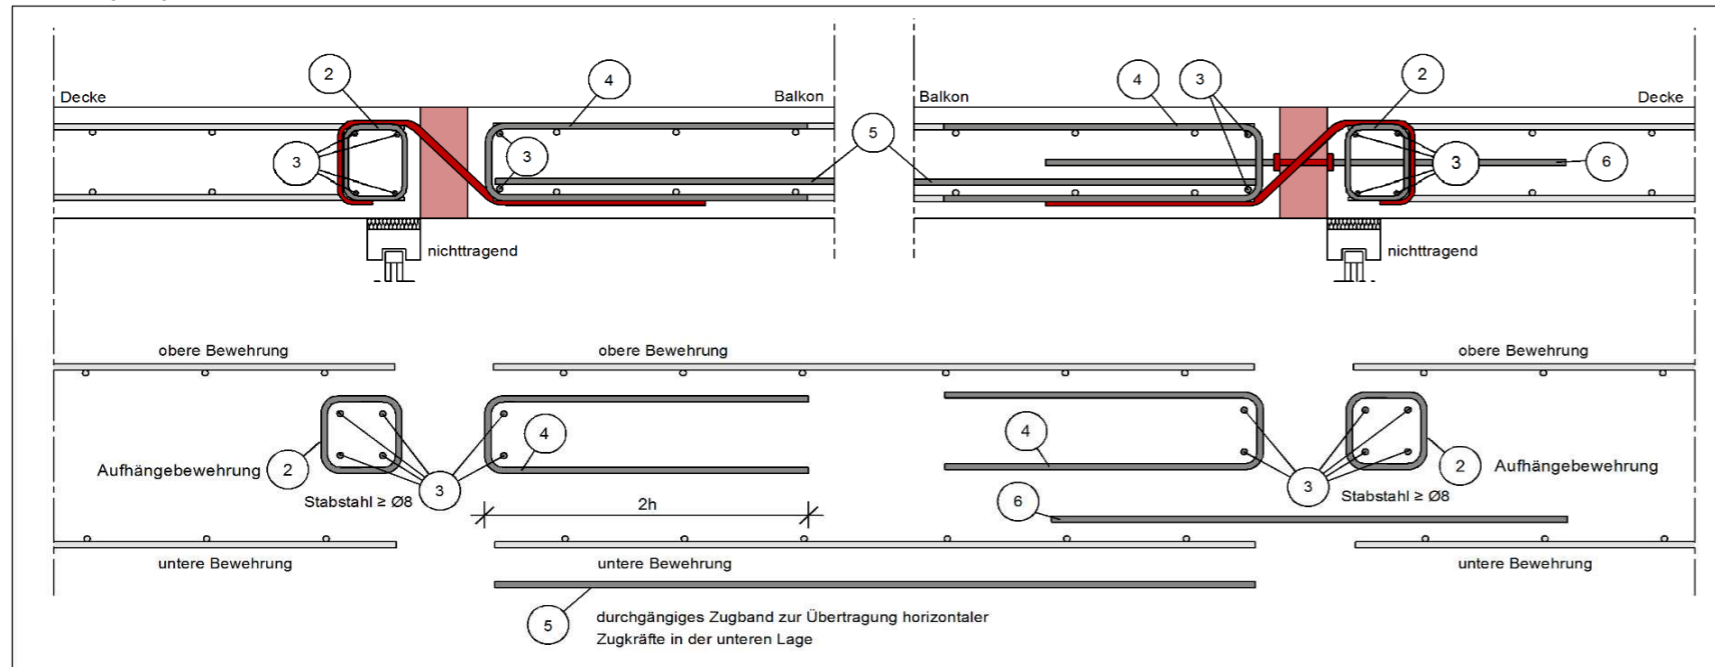 2
4
4
3
2
Decke
Balkon
Balkon
Decke
5
3
3
3
6
nichttragend
nichttragend
obere Bewehrung
obere Bewehrung
obere Bewehrung
4
4
Aufhängebewehrung
2
2
Aufhängebewehrung
3
3
Stabstahl ≥ Ø8
Stabstahl ≥ Ø8
2h
6
untere Bewehrung
untere Bewehrung
untere Bewehrung
5
durchgängiges Zugband zur Übertragung horizontaler
Zugkräfte in der unteren Lage